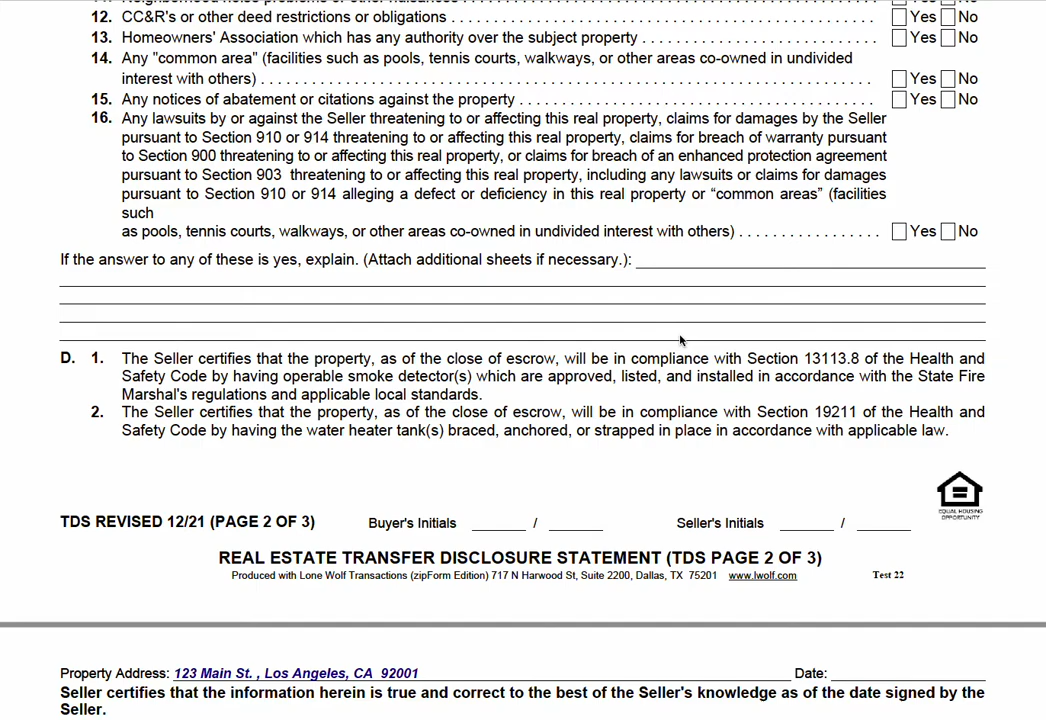 12. CC&R's or other deed restrictions or obligations . . . . . . . . . . . . . . . . . . . . . . . . . . . . . . . . . . . . . . . . . . . . . . . . . . . Yes No
13. Homeowners' Association which has any authority over the subject property . . . . . . . . . . . . . . . . . . . . . . . . . . . . Yes No
14. Any "common area" (facilities such as pools, tennis courts, walkways, or other areas co-owned in undivided
interest with others) . . . . . . . . . . . . . . . . . . . . . . . . . . . . . . . . . . . . . . . . . . . . . . . . . . . . . . . . . . . . . . . . . . . . . . . . Yes No
15. Any notices of abatement or citations against the property . . . . . . . . . . . . . . . . . . . . . . . . . . . . . . . . . . . . . . . . . . Yes No
16. Any lawsuits by or against the Seller threatening to or affecting this real property, claims for damages by the Seller
pursuant to Section 910 or 914 threatening to or affecting this real property, claims for breach of warranty pursuant
to Section 900 threatening to or affecting this real property, or claims for breach of an enhanced protection agreement
pursuant to Section 903 threatening to or affecting this real property, including any lawsuits or claims for damages
pursuant to Section 910 or 914 alleging a defect or deficiency in this real property or “common areas” (facilities
such
as pools, tennis courts, walkways, or other areas co-owned in undivided interest with others) . . . . . . . . . . . . . . . . . Yes No
If the answer to any of these is yes, explain. (Attach additional sheets if necessary.):
D. 1. The Seller certifies that the property, as of the close of escrow, will be in compliance with Section 13113.8 of the Health and
Safety Code by having operable smoke detector(s) which are approved, listed, and installed in accordance with the State Fire
Marshal's regulations and applicable local standards.
2. The Seller certifies that the property, as of the close of escrow, will be in compliance with Section 19211 of the Health and
Safety Code by having the water heater tank(s) braced, anchored, or strapped in place in accordance with applicable law.
EQUAL HOUSING
OPPORTUNITY
TDS REVISED 12/21 (PAGE 2 OF 3) Buyer's Initials / Seller's Initials /
REAL ESTATE TRANSFER DISCLOSURE STATEMENT (TDS PAGE 2 OF 3)
Produced with Lone Wolf Transactions (zipForm Edition) 717 N Harwood St, Suite 2200, Dallas, TX 75201 www.lwolf.com Test 22
Property Address: 123 Main St. , Los Angeles, CA 92001 Date:
Seller certifies that the information herein is true and correct to the best of the Seller's knowledge as of the date signed by the
Seller.